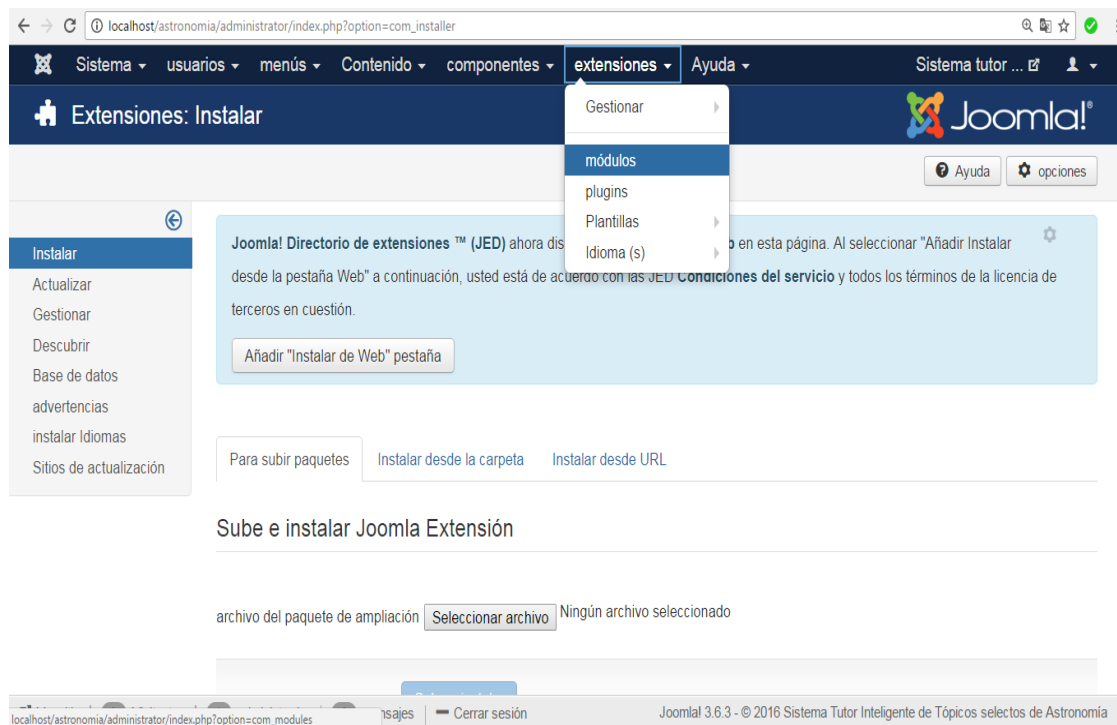 localhost/astronomia/administrator/index.php?option=com_installer
Sistema usuarios menús Contenido componentes extensiones Ayuda Sistema tutor ...
Extensiones: Instalar
Joomla!®
Gestionar
módulos
plugins
Plantillas
Idioma (s)
Ayuda opciones
Instalar
Actualizar
Gestionar
Descubrir
Base de datos
advertencias
instalar Idiomas
Sitios de actualización
Joomla! Directorio de extensiones ™ (JED) ahora en esta página. Al seleccionar "Añadir Instalar
desde la pestaña Web" a continuación, usted está de acuerdo con las JED Condiciones del servicio y todos los términos de la licencia de
terceros en cuestión.
Añadir "Instalar de Web" pestaña
Para subir paquetes Instalar desde la carpeta Instalar desde URL
Sube e instalar Joomla Extensión
archivo del paquete de ampliación Seleccionar archivo Ningún archivo seleccionado
Cerrar sesión
Joomla! 3.6.3 - © 2016 Sistema Tutor Inteligente de Tópicos selectos de Astronomía
localhost/astronomia/administrator/index.php?option=com_modules